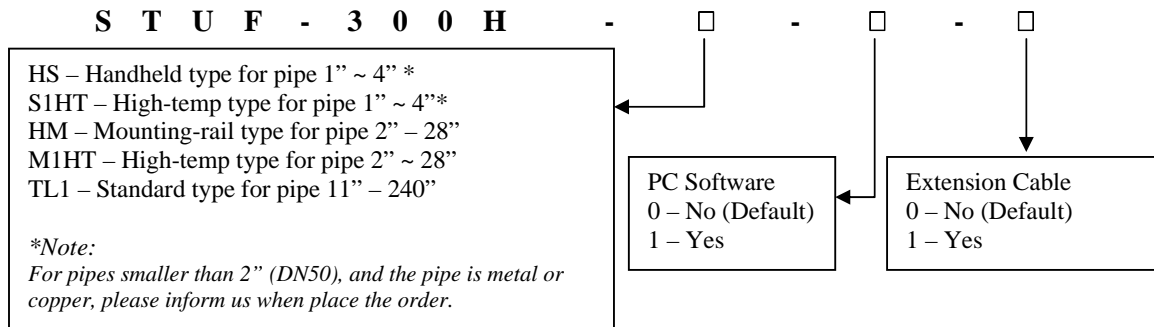 S T U F - 3 0 0 H - □ - □ - □
HS – Handheld type for pipe 1” ~ 4” *
S1HT – High-temp type for pipe 1” ~ 4”*
HM – Mounting-rail type for pipe 2” – 28”
M1HT – High-temp type for pipe 2” ~ 28”
TL1 – Standard type for pipe 11” – 240”
*Note:
For pipes smaller than 2” (DN50), and the pipe is metal or
copper, please inform us when place the order.
PC Software
0 – No (Default)
1 – Yes
Extension Cable
0 – No (Default)
1 – Yes